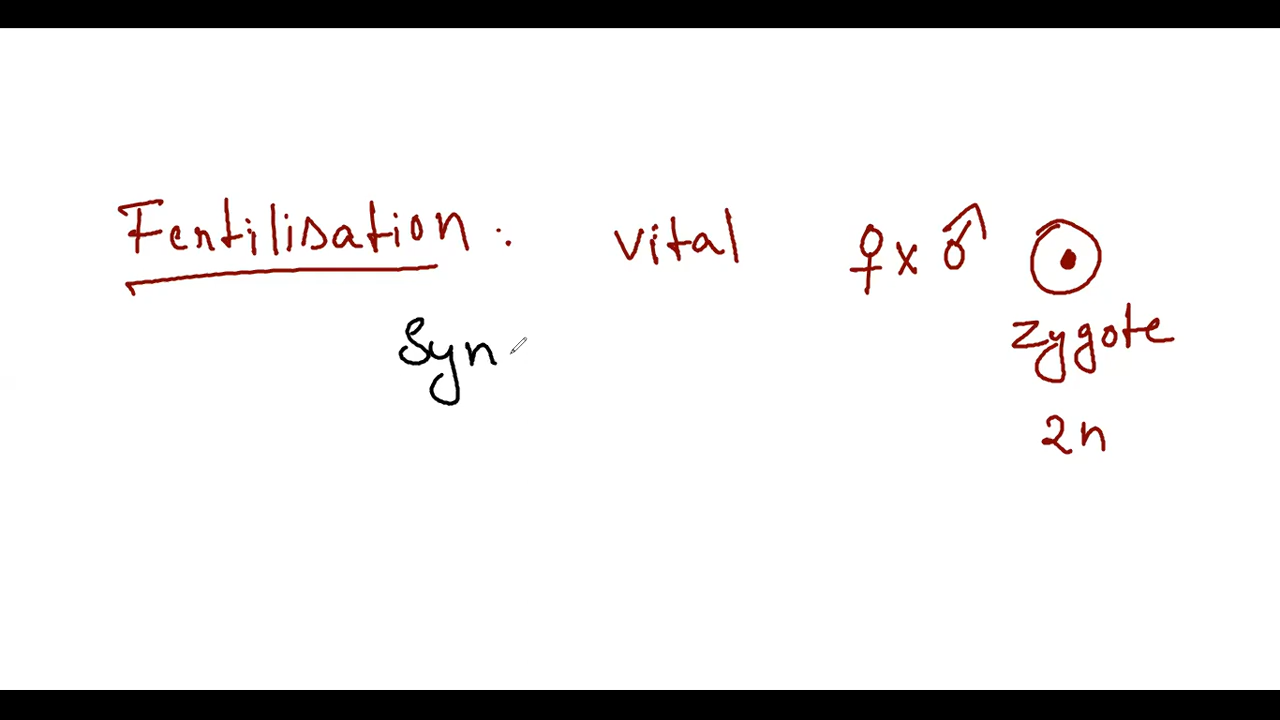 Fertilisation : vital ♀ x ♂
Zygote
Syn
2n